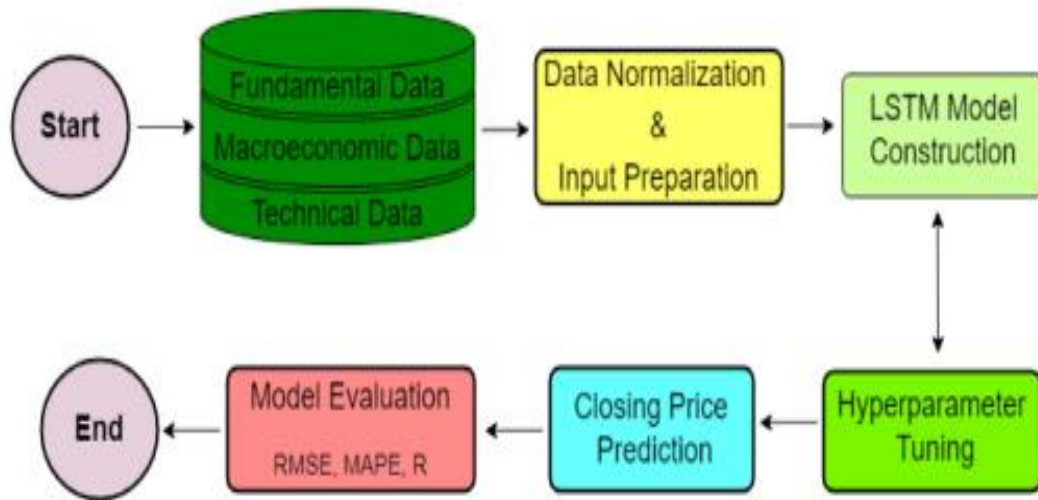 Start
Fundamental Data
Macroeconomic Data
Technical Data
Data Normalization
&
Input Preparation
LSTM Model
Construction
Hyperparameter
Tuning
Closing Price
Prediction
Model Evaluation
RMSE, MAPE, R
End